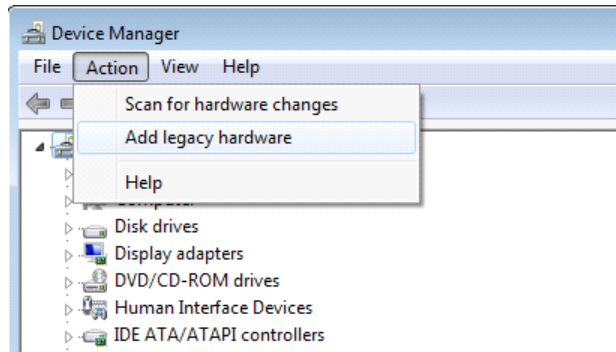 Device Manager
File Action View Help
Scan for hardware changes
Add legacy hardware
Help
Disk drives
Display adapters
DVD/CD-ROM drives
Human Interface Devices
IDE ATA/ATAPI controllers